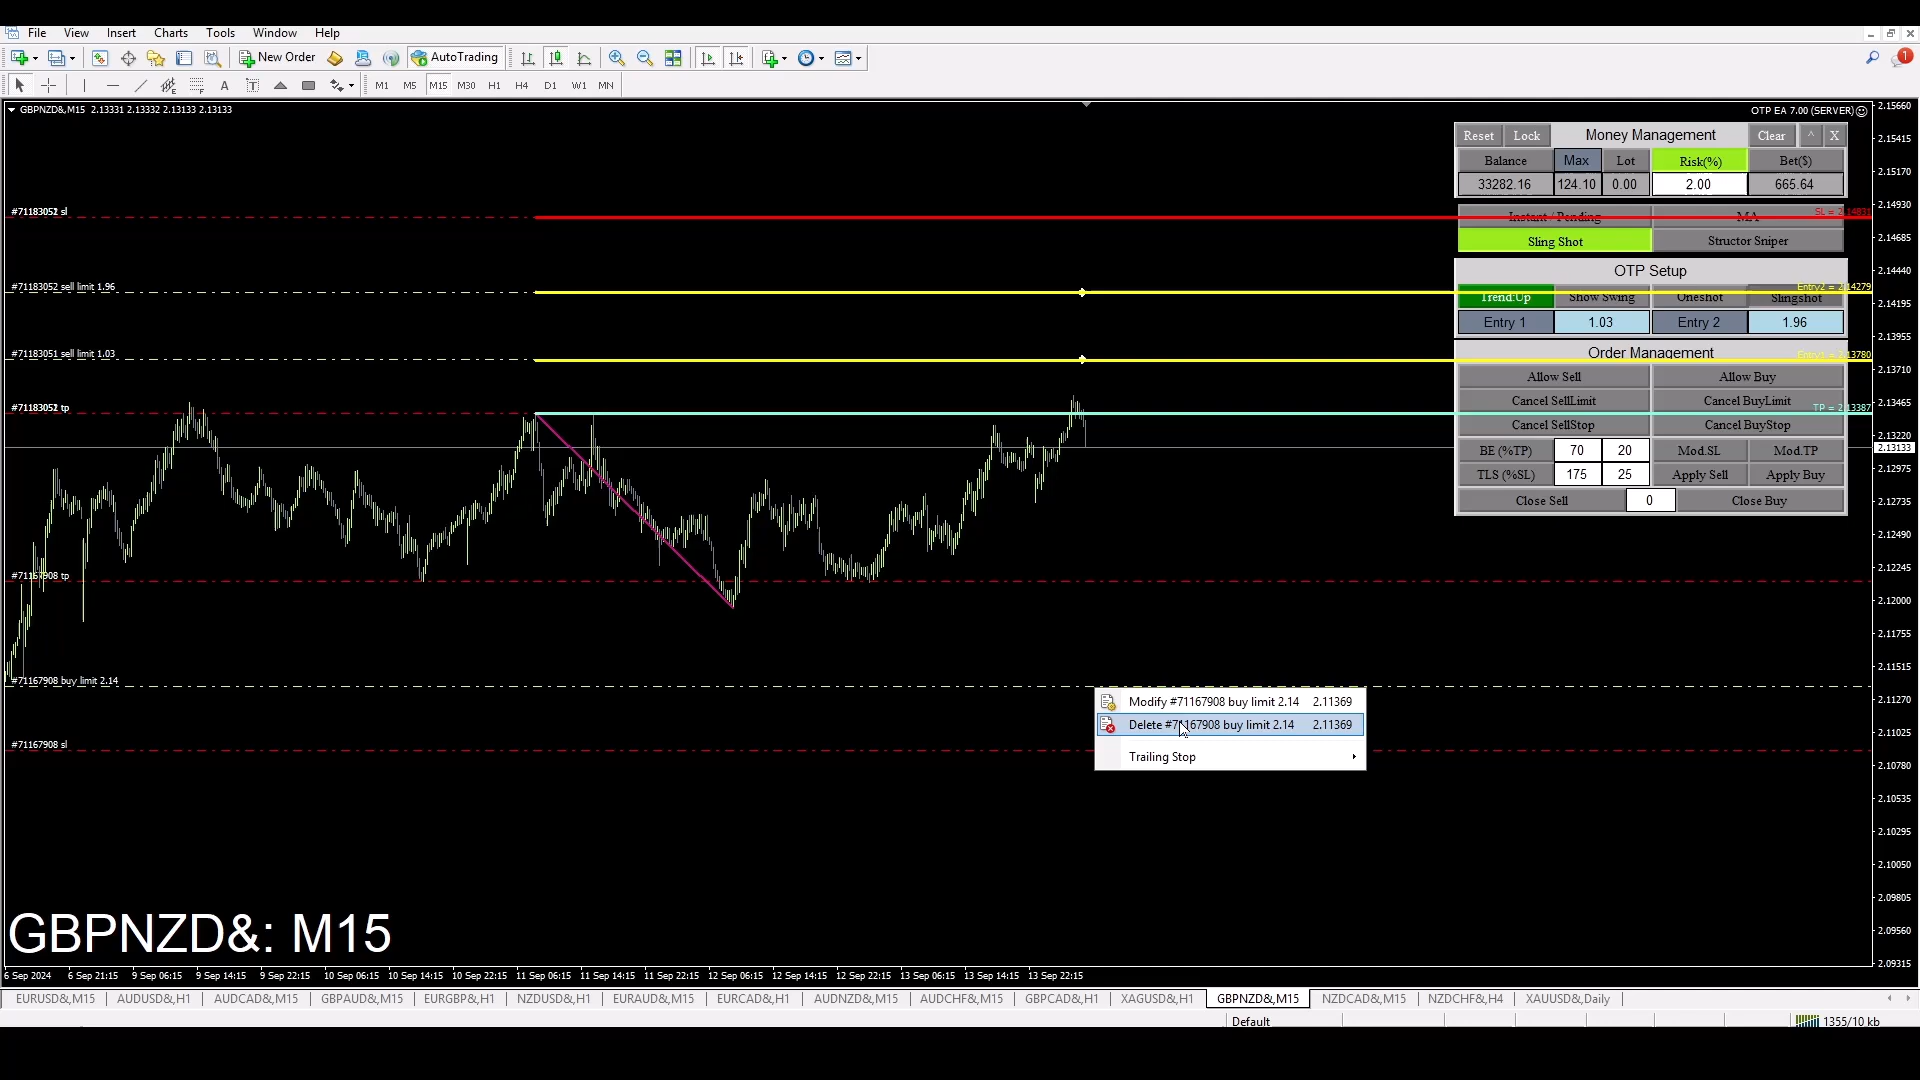 File View Insert Charts Tools Window Help
New Order AutoTrading 1
A T M1 M5 M15 M30 H1 H4 D1 W1 MN
GBPNZD&,M15 2.13331 2.13332 2.13133 2.13133
OTP EA 7.00 (SERVER)
Reset Lock Money Management Clear ^ X
Balance Max Lot Risk(%) Bet($)
33282.16 124.10 0.00 2.00 665.64
Instant / Pending MA
Sling Shot Structor Sniper
OTP Setup
Trend:Up Show Swing Oneshot Slingshot
Entry 1 1.03 Entry 2 1.96
Order Management
Allow Sell Allow Buy
Cancel SellLimit Cancel BuyLimit
Cancel SellStop Cancel BuyStop
BE (%TP) 70 20 Mod.SL Mod.TP
TLS (%SL) 175 25 Apply Sell Apply Buy
Close Sell 0 Close Buy
SL = 2.14831
Entry2 = 2.14279
Entry1 = 2.13780
TP = 2.13387
#71183052 sl
#71183052 sell limit 1.96
#71183051 sell limit 1.03
#71183052 tp
#71167908 tp
#71167908 buy limit 2.14
#71167908 sl
Modify #71167908 buy limit 2.14 2.11369
Delete #71167908 buy limit 2.14 2.11369
Trailing Stop
2.15660
2.15415
2.15170
2.14930
2.14685
2.14440
2.14195
2.13955
2.13710
2.13465
2.13220
2.13133
2.12975
2.12735
2.12490
2.12245
2.12000
2.11755
2.11515
2.11270
2.11025
2.10780
2.10535
2.10295
2.10050
2.09805
2.09560
2.09315
GBPNZD&: M15
6 Sep 2024 6 Sep 21:15 9 Sep 06:15 9 Sep 14:15 9 Sep 22:15 10 Sep 06:15 10 Sep 14:15 10 Sep 22:15 11 Sep 06:15 11 Sep 14:15 11 Sep 22:15 12 Sep 06:15 12 Sep 14:15 12 Sep 22:15 13 Sep 06:15 13 Sep 14:15 13 Sep 22:15
EURUSD&,M15 AUDUSD&,H1 AUDCAD&,M15 GBPAUD&,M15 EURGBP&,H1 NZDUSD&,H1 EURAUD&,M15 EURCAD&,H1 AUDNZD&,M15 AUDCHF&,M15 GBPCAD&,H1 XAGUSD&,H1 GBPNZD&,M15 NZDCAD&,M15 NZDCHF&,H4 XAUUSD&,Daily
Default 1355/10 kb